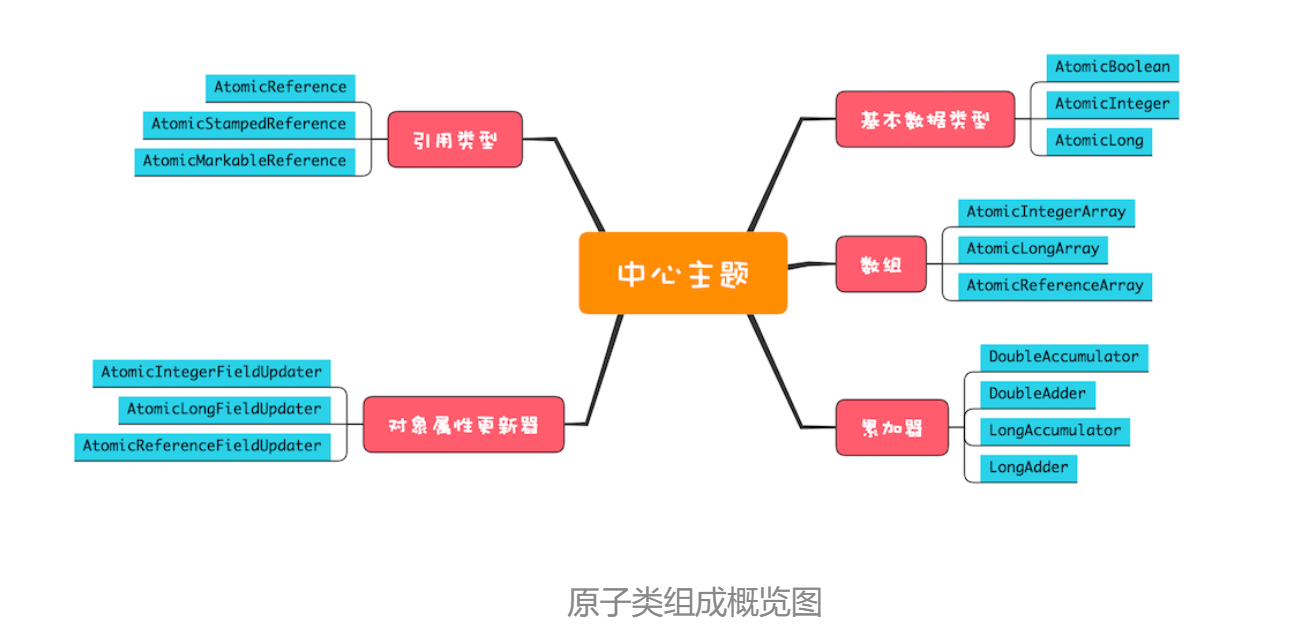 中心主题
基本数据类型
AtomicBoolean
AtomicInteger
AtomicLong
数组
AtomicIntegerArray
AtomicLongArray
AtomicReferenceArray
累加器
DoubleAccumulator
DoubleAdder
LongAccumulator
LongAdder
引用类型
AtomicReference
AtomicStampedReference
AtomicMarkableReference
对象属性更新器
AtomicIntegerFieldUpdater
AtomicLongFieldUpdater
AtomicReferenceFieldUpdater
原子类组成概览图